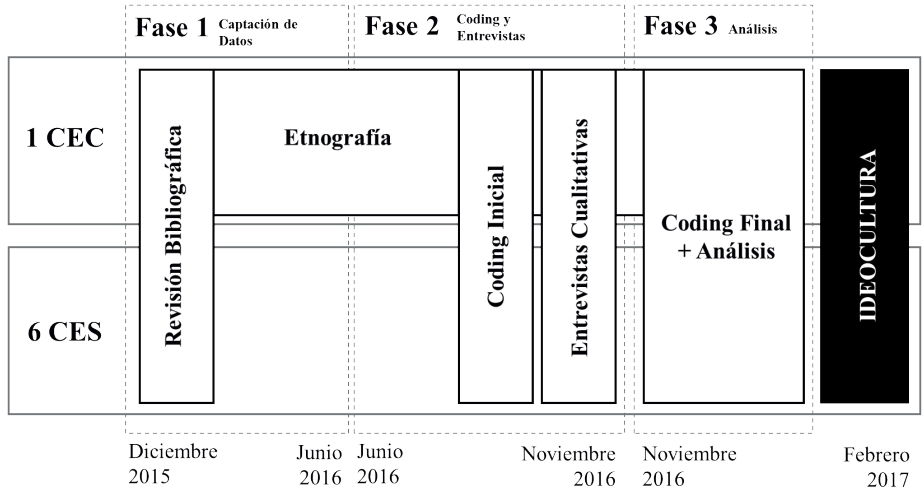 Fase 1 Captación de
Datos
Fase 2 Coding y
Entrevistas
Fase 3 Análisis
1 CEC
6 CES
Revisión Bibliográfica
Etnografía
Coding Inicial
Entrevistas Cualitativas
Coding Final
+ Análisis
IDEOCULTURA
Diciembre
2015
Junio
2016
Junio
2016
Noviembre
2016
Noviembre
2016
Febrero
2017